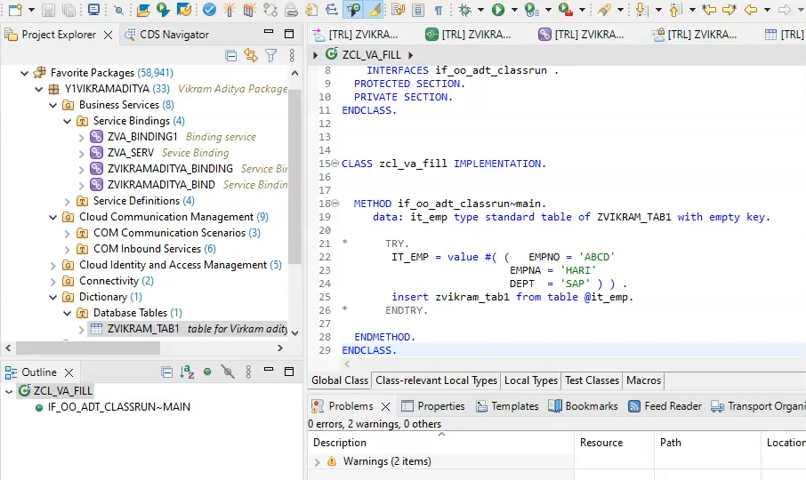 Project Explorer
CDS Navigator
Favorite Packages (58,941)
Y1VIKRAMADITYA (33) Vikram Aditya Package
Business Services (8)
Service Bindings (4)
ZVA_BINDING1 Binding service
ZVA_SERV Sevice Binding
ZVIKRAMADITYA_BINDING Service Bi
ZVIKRAMADITYA_BIND Service Bindin
Service Definitions (4)
Cloud Communication Management (9)
COM Communication Scenarios (3)
COM Inbound Services (6)
Cloud Identity and Access Management (5)
Connectivity (2)
Dictionary (1)
Database Tables (1)
ZVIKRAM_TAB1 table for Virkam adity
Outline
ZCL_VA_FILL
IF_OO_ADT_CLASSRUN~MAIN
[TRL] ZVIKRA...
[TRL] ZVIKRA...
[TRL] ZVIKRA...
[TRL] ZVIKRA...
[TRL]
ZCL_VA_FILL
8 INTERFACES if_oo_adt_classrun .
9 PROTECTED SECTION.
10 PRIVATE SECTION.
11 ENDCLASS.
12
13
14
15 CLASS zcl_va_fill IMPLEMENTATION.
16
17
18 METHOD if_oo_adt_classrun~main.
19 data: it_emp type standard table of ZVIKRAM_TAB1 with empty key.
20
21 * TRY.
22 IT_EMP = value #( ( EMPNO = 'ABCD'
23 EMPNA = 'HARI'
24 DEPT = 'SAP' ) ) .
25 insert zvikram_tab1 from table @it_emp.
26 * ENDTRY.
27
28 ENDMETHOD.
29 ENDCLASS.
Global Class
Class-relevant Local Types
Local Types
Test Classes
Macros
Problems
Properties
Templates
Bookmarks
Feed Reader
Transport Organi
0 errors, 2 warnings, 0 others
Description
Resource
Path
Location
Warnings (2 items)